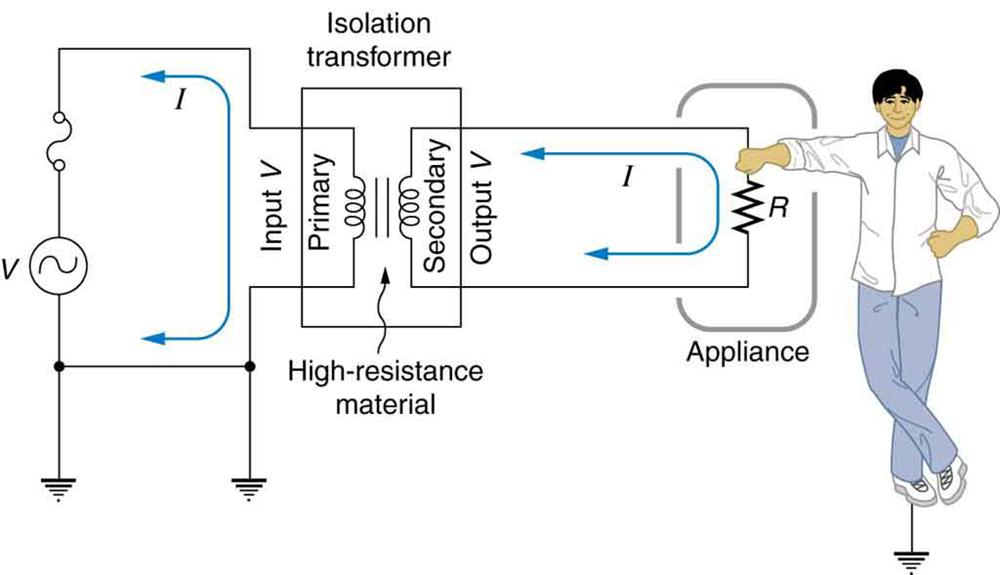 Isolation
transformer
I
V
Input V
Primary
Secondary
Output V
I
R
High-resistance
material
Appliance